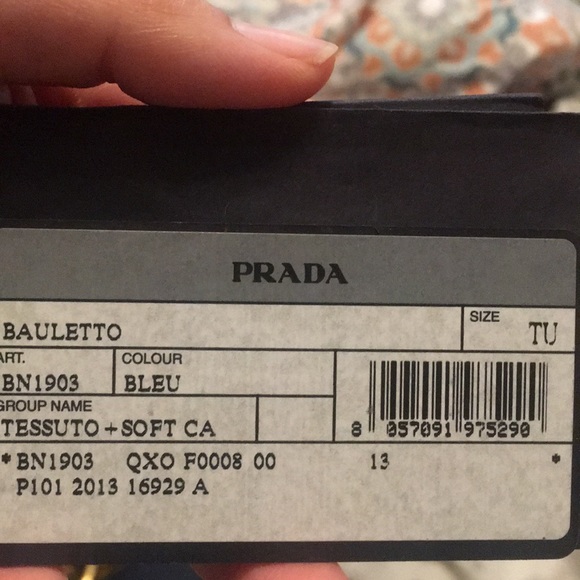 PRADA
BAULETTO
SIZE TU
ART. COLOUR
BN1903 BLEU
GROUP NAME
TESSUTO + SOFT CA
8 057091 975290
* BN1903 QXO F0008 00 13 *
P101 2013 16929 A